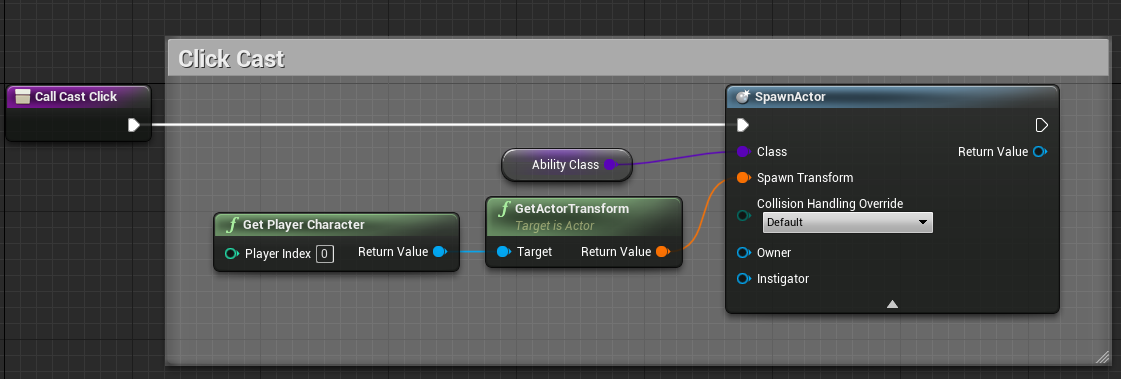 Click Cast
Call Cast Click
SpawnActor
Class
Return Value
Ability Class
Spawn Transform
Collision Handling Override
Default
Owner
Instigator
f Get Player Character
Player Index 0
Return Value
f GetActorTransform
Target is Actor
Target
Return Value